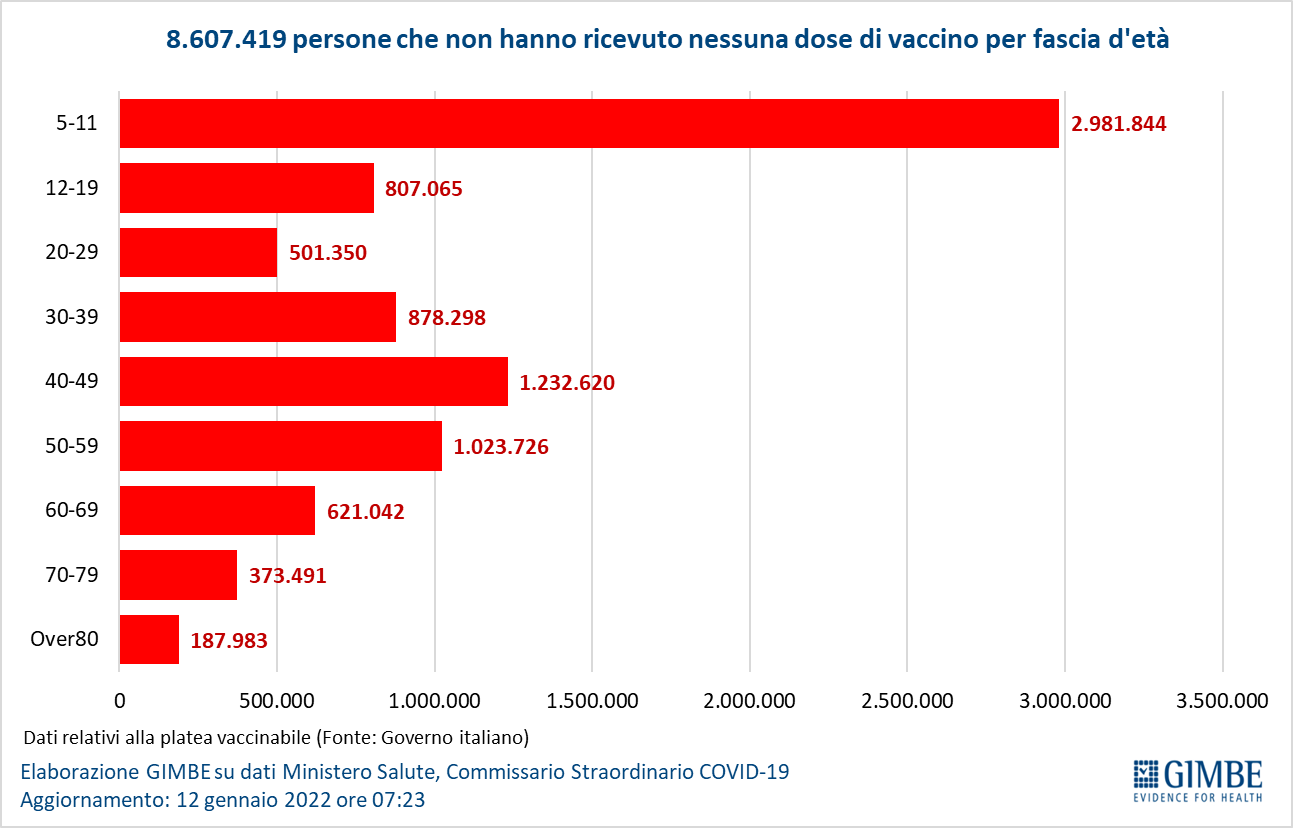 8.607.419 persone che non hanno ricevuto nessuna dose di vaccino per fascia d'età
5-11 2.981.844
12-19 807.065
20-29 501.350
30-39 878.298
40-49 1.232.620
50-59 1.023.726
60-69 621.042
70-79 373.491
Over80 187.983
0 500.000 1.000.000 1.500.000 2.000.000 2.500.000 3.000.000 3.500.000
Dati relativi alla platea vaccinabile (Fonte: Governo italiano)
Elaborazione GIMBE su dati Ministero Salute, Commissario Straordinario COVID-19
Aggiornamento: 12 gennaio 2022 ore 07:23
GIMBE
EVIDENCE FOR HEALTH